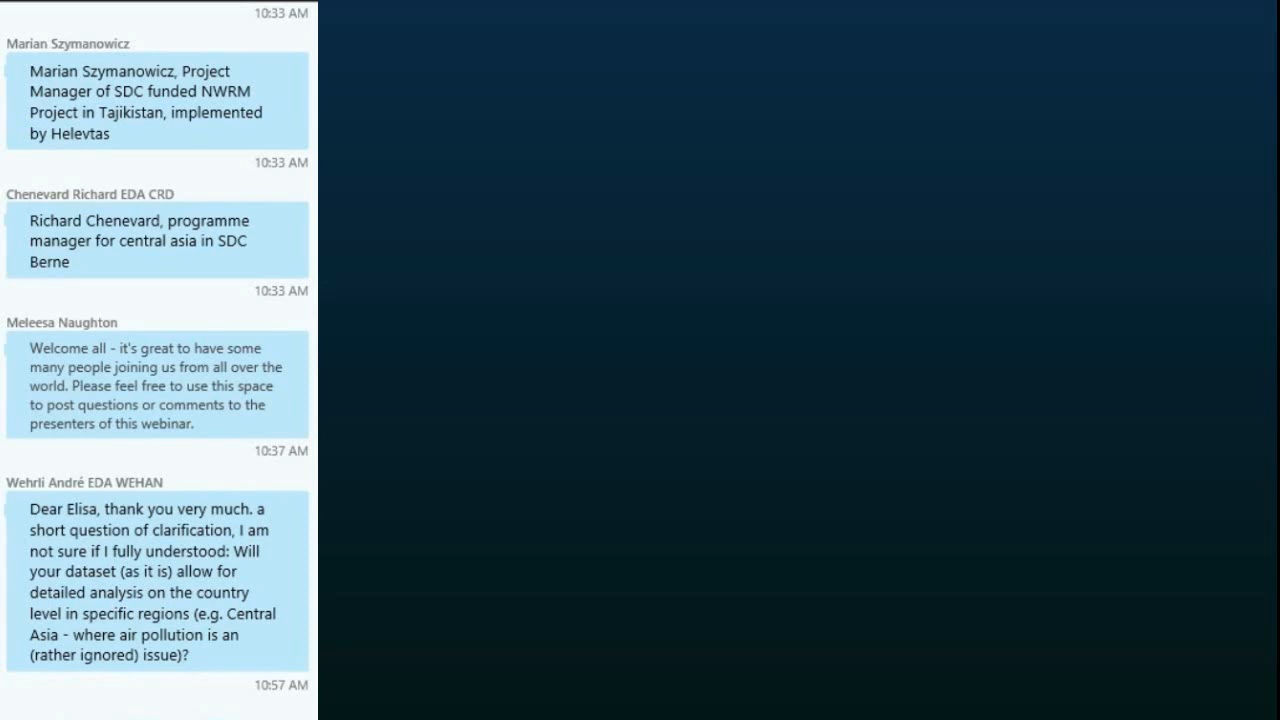 10:33 AM
Marian Szymanowicz
Marian Szymanowicz, Project
Manager of SDC funded NWRM
Project in Tajikistan, implemented
by Helevtas
10:33 AM
Chenevard Richard EDA CRD
Richard Chenevard, programme
manager for central asia in SDC
Berne
10:33 AM
Meleesa Naughton
Welcome all - it's great to have some
many people joining us from all over the
world. Please feel free to use this space
to post questions or comments to the
presenters of this webinar.
10:37 AM
Wehrli André EDA WEHAN
Dear Elisa, thank you very much. a
short question of clarification, I am
not sure if I fully understood: Will
your dataset (as it is) allow for
detailed analysis on the country
level in specific regions (e.g. Central
Asia - where air pollution is an
(rather ignored) issue)?
10:57 AM